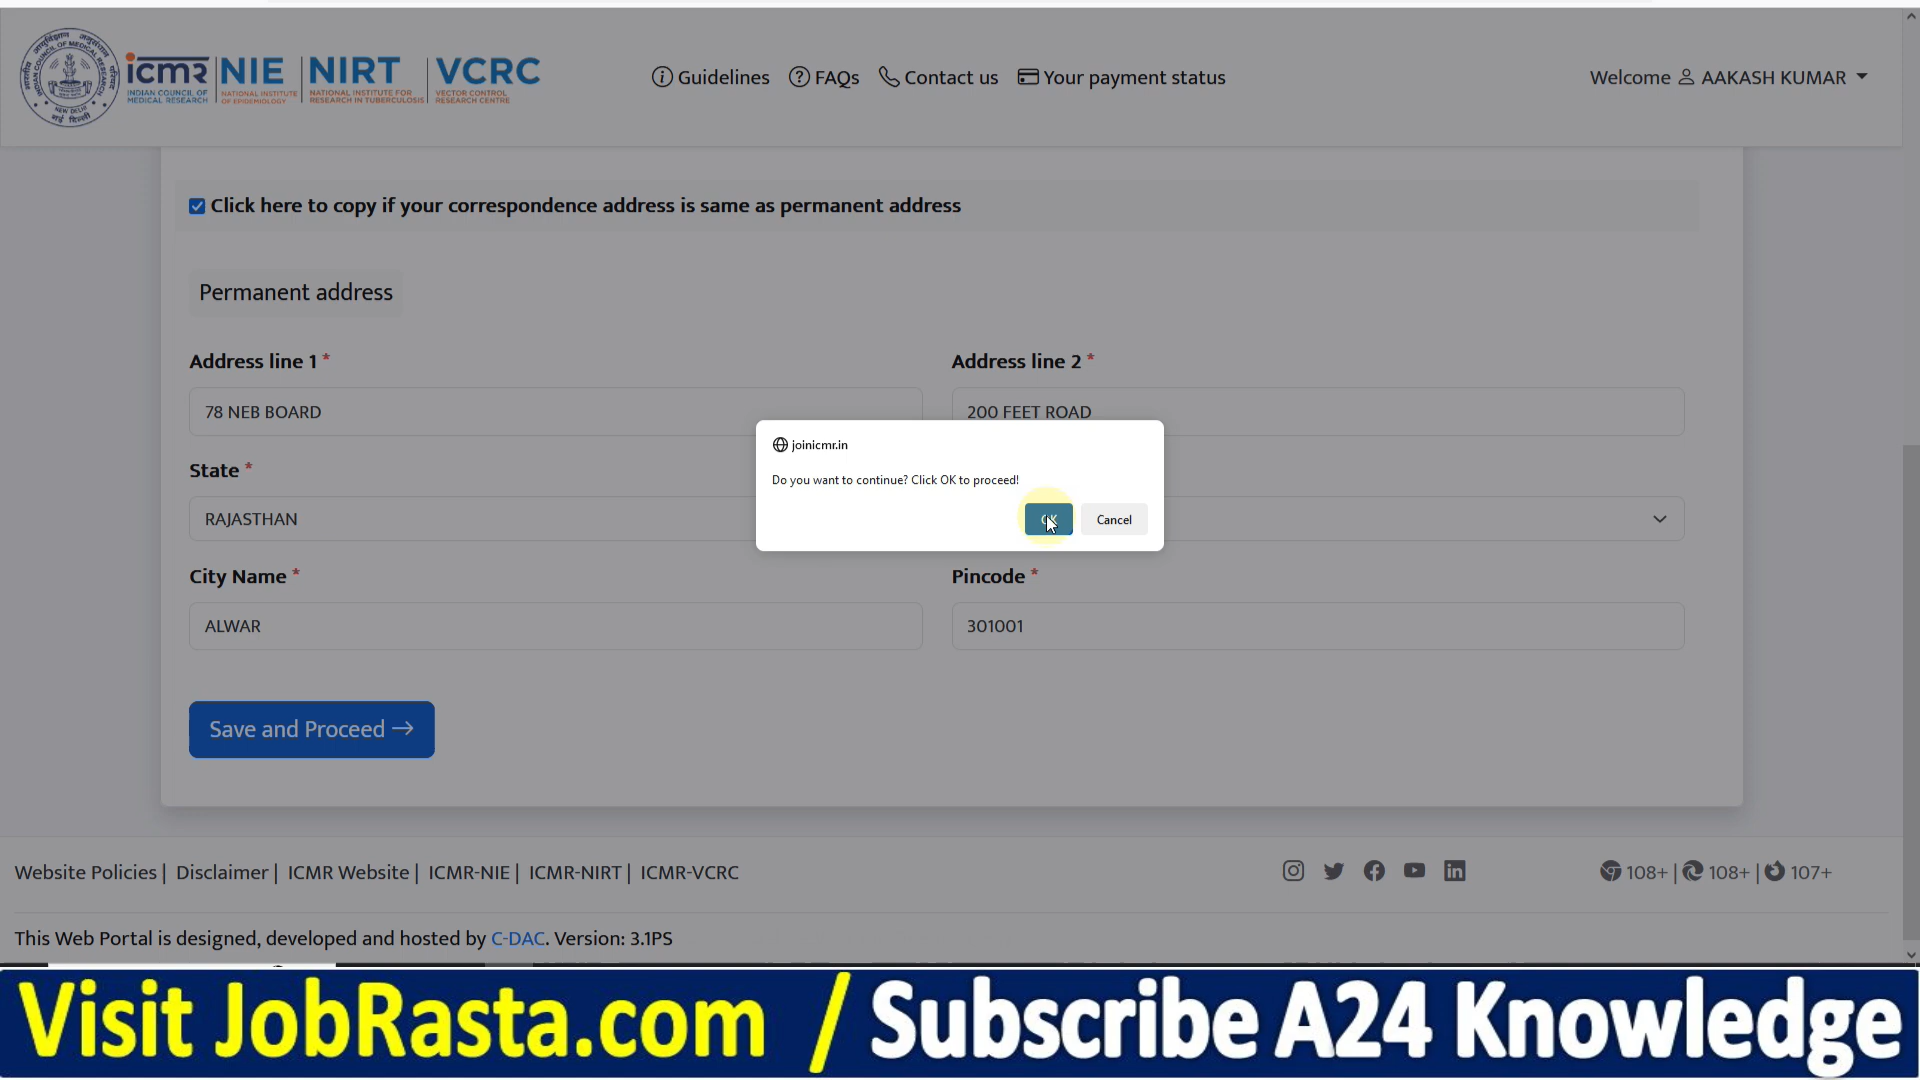 icmr
INDIAN COUNCIL OF
MEDICAL RESEARCH
NIE
NATIONAL INSTITUTE
OF EPIDEMIOLOGY
NIRT
NATIONAL INSTITUTE FOR
RESEARCH IN TUBERCULOSIS
VCRC
VECTOR CONTROL
RESEARCH CENTRE
Guidelines
FAQs
Contact us
Your payment status
Welcome AAKASH KUMAR
Click here to copy if your correspondence address is same as permanent address
Permanent address
Address line 1 *
Address line 2 *
78 NEB BOARD
200 FEET ROAD
joinicmr.in
Do you want to continue? Click OK to proceed!
OK
Cancel
State *
RAJASTHAN
City Name *
Pincode *
ALWAR
301001
Save and Proceed →
Website Policies | Disclaimer | ICMR Website | ICMR-NIE | ICMR-NIRT | ICMR-VCRC
108+ | 108+ | 107+
This Web Portal is designed, developed and hosted by C-DAC. Version: 3.1PS
Visit JobRasta.com / Subscribe A24 Knowledge